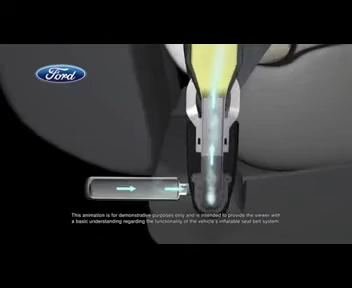 Ford
This animation is for demonstrative purposes only and is intended to provide the viewer with
a basic understanding regarding the functionality of the vehicle's inflatable seat belt system.